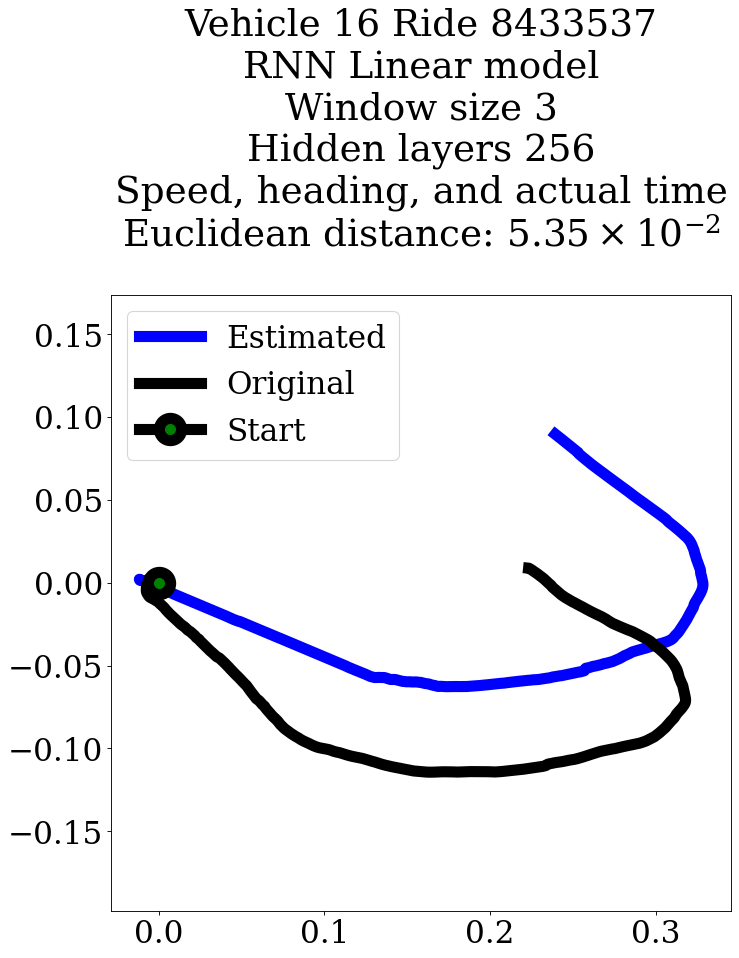 Vehicle 16 Ride 8433537
RNN Linear model
Window size 3
Hidden layers 256
Speed, heading, and actual time
Euclidean distance: 5.35 × 10⁻²
Estimated
Original
Start
0.15
0.10
0.05
0.00
−0.05
−0.10
−0.15
0.0 0.1 0.2 0.3